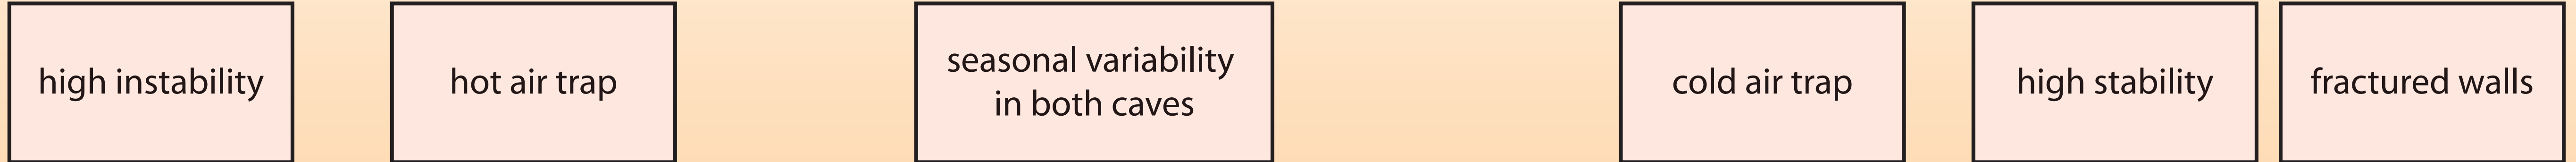 high instability
hot air trap
seasonal variability
in both caves
cold air trap
high stability
fractured walls